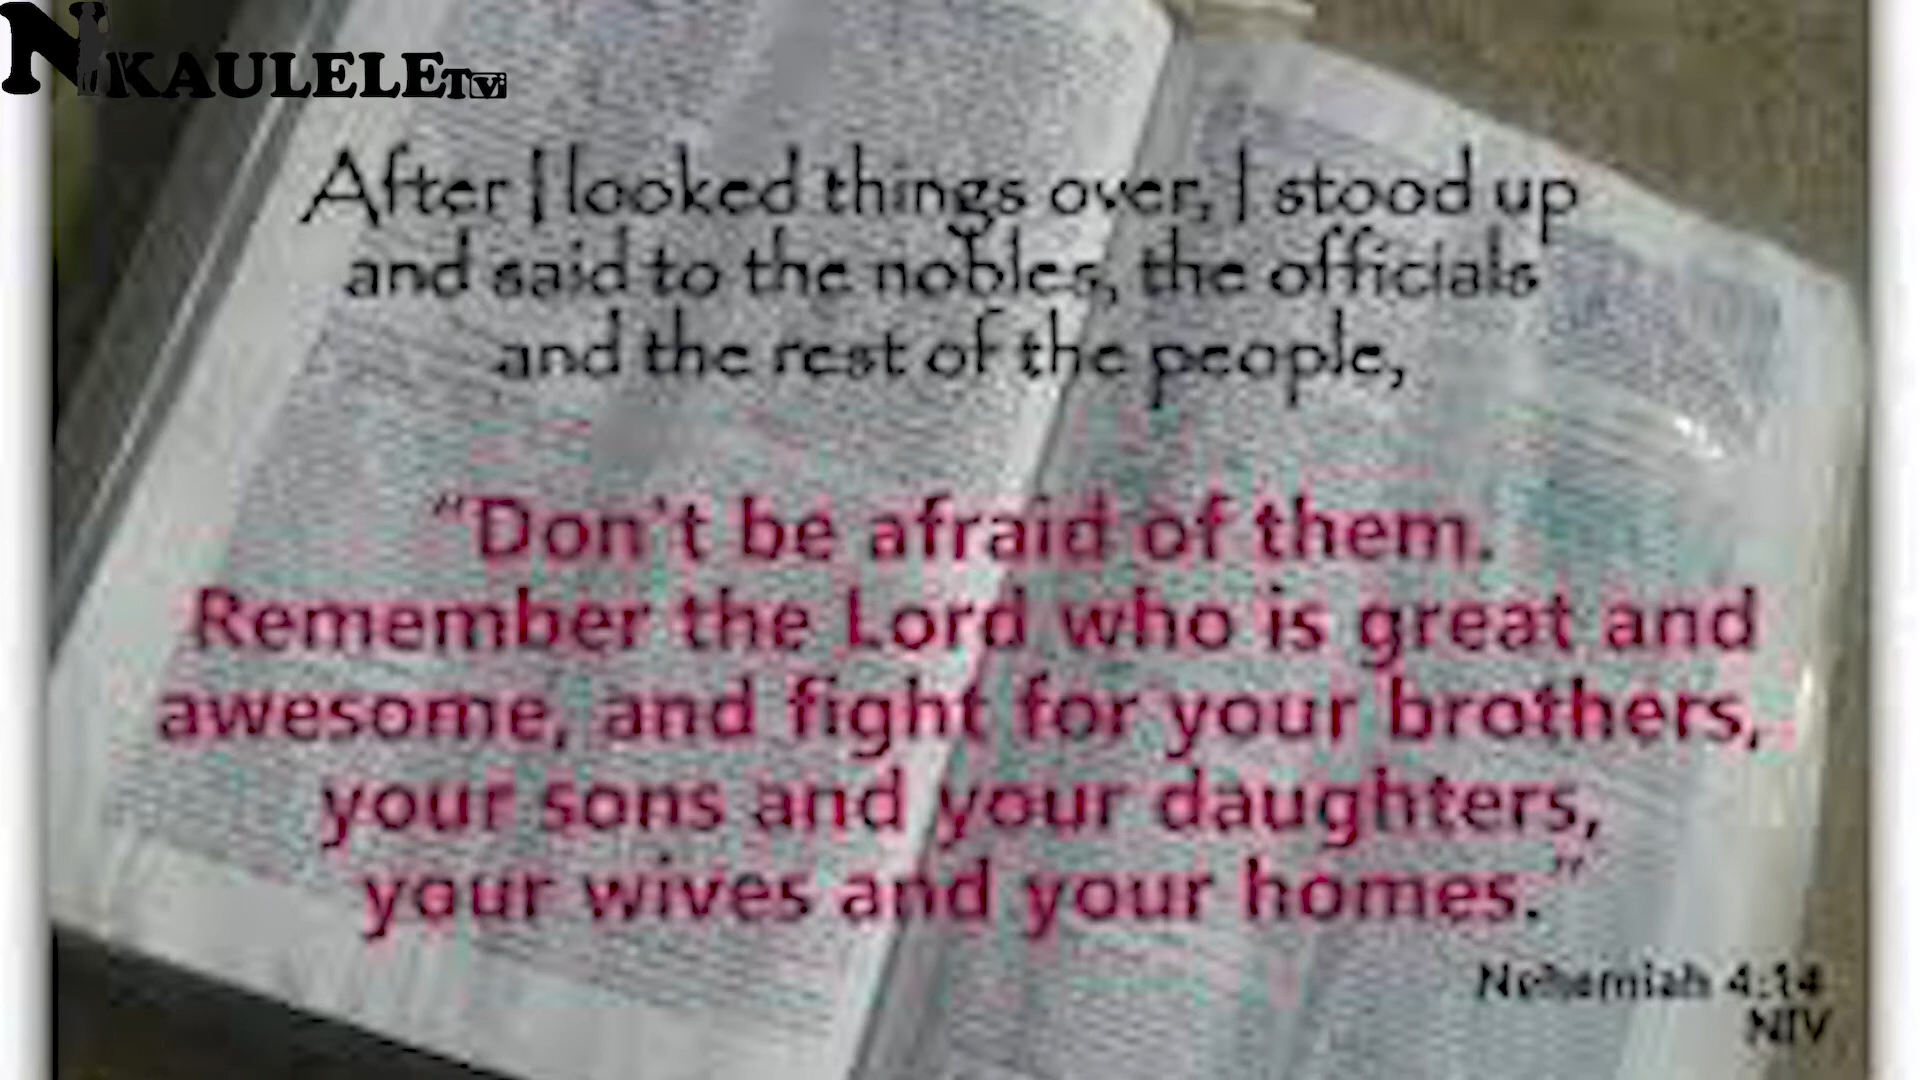 NKAULELE TV
After I looked things over, I stood up
and said to the nobles, the officials
and the rest of the people,
"Don't be afraid of them.
Remember the Lord who is great and
awesome, and fight for your brothers,
your sons and your daughters,
your wives and your homes."
Nehemiah 4:14
NIV